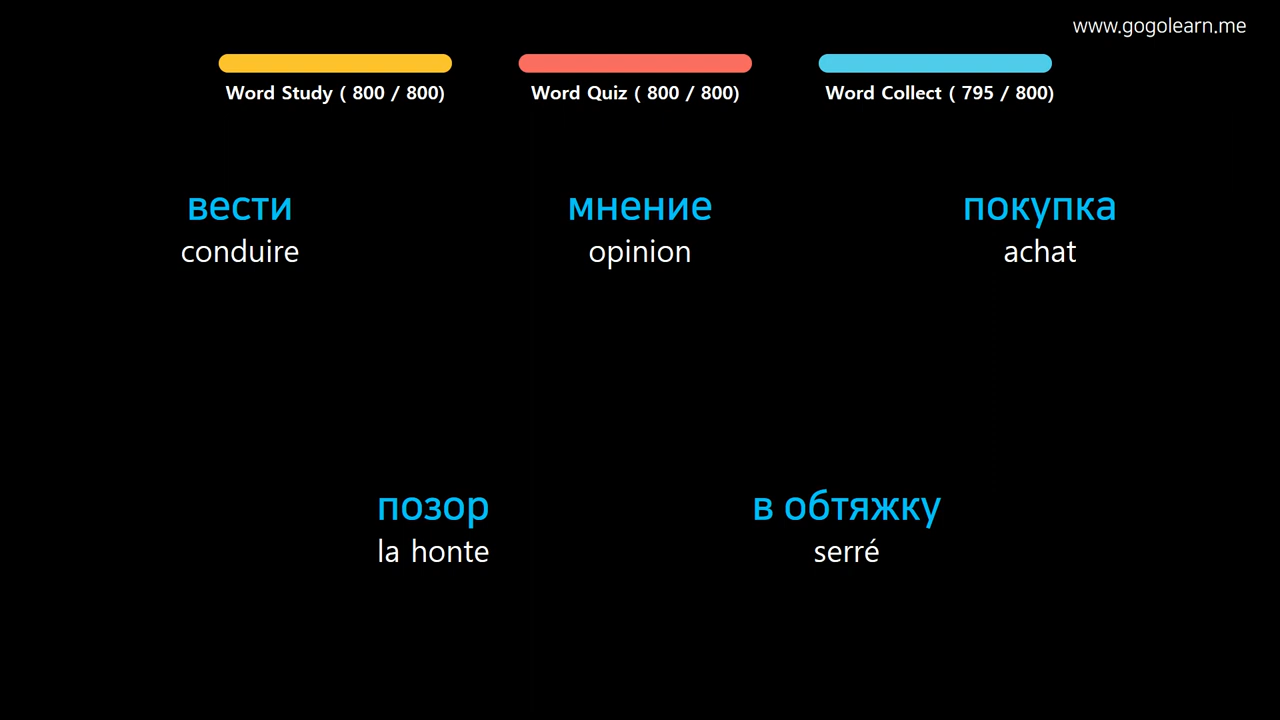 www.gogolearn.me
Word Study ( 800 / 800)
Word Quiz ( 800 / 800)
Word Collect ( 795 / 800)
вести
conduire
мнение
opinion
покупка
achat
позор
la honte
в обтяжку
serré